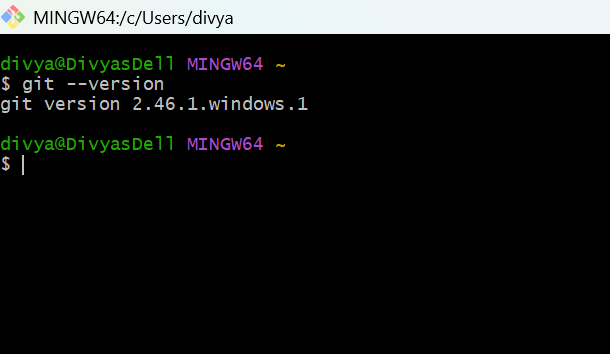 MINGW64:/c/Users/divya
divya@DivyasDell MINGW64 ~
$ git --version
git version 2.46.1.windows.1
divya@DivyasDell MINGW64 ~
$